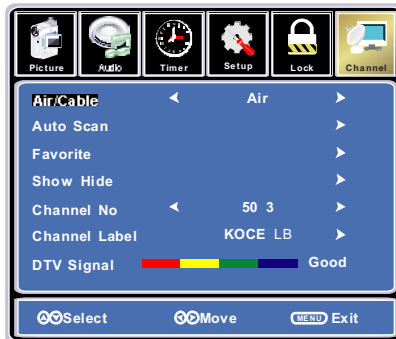 Picture Audio Timer Setup Lock Channel
Air/Cable Air
Auto Scan
Favorite
Show Hide
Channel No 50 3
Channel Label KOCE LB
DTV Signal Good
Select Move MENU Exit